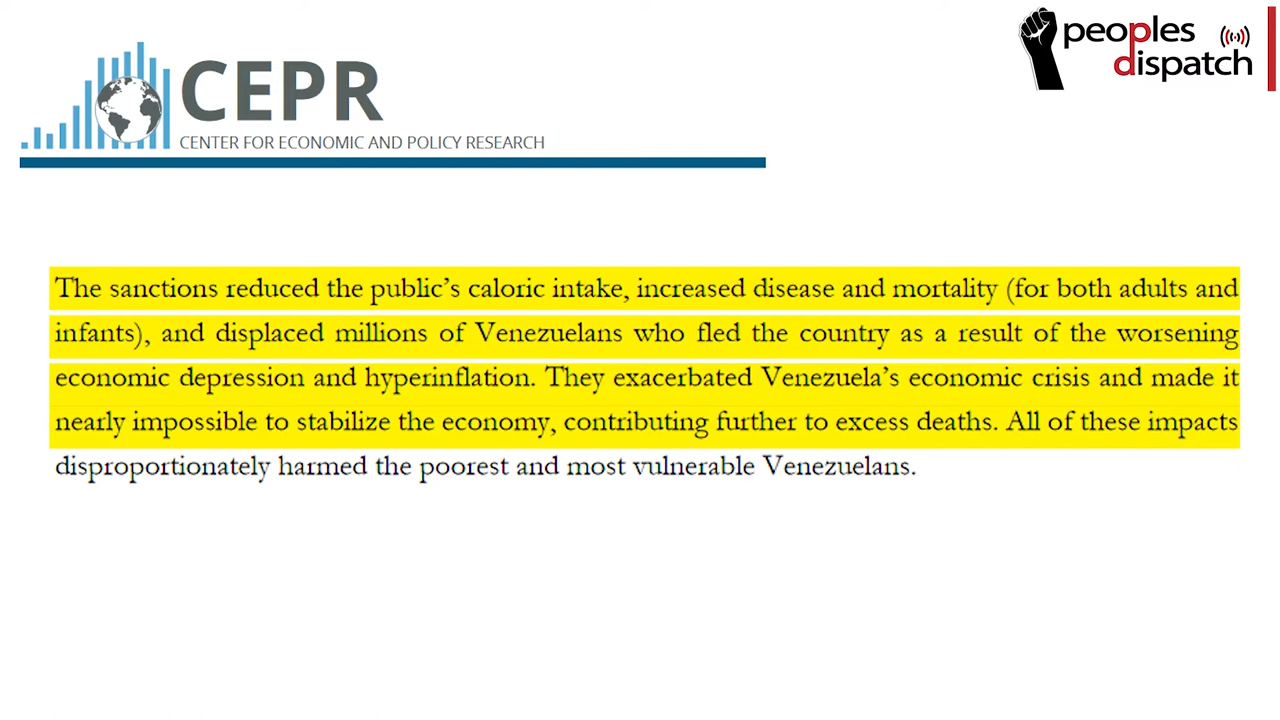 peoples
dispatch
CEPR
CENTER FOR ECONOMIC AND POLICY RESEARCH
The sanctions reduced the public’s caloric intake, increased disease and mortality (for both adults and
infants), and displaced millions of Venezuelans who fled the country as a result of the worsening
economic depression and hyperinflation. They exacerbated Venezuela’s economic crisis and made it
nearly impossible to stabilize the economy, contributing further to excess deaths. All of these impacts
disproportionately harmed the poorest and most vulnerable Venezuelans.